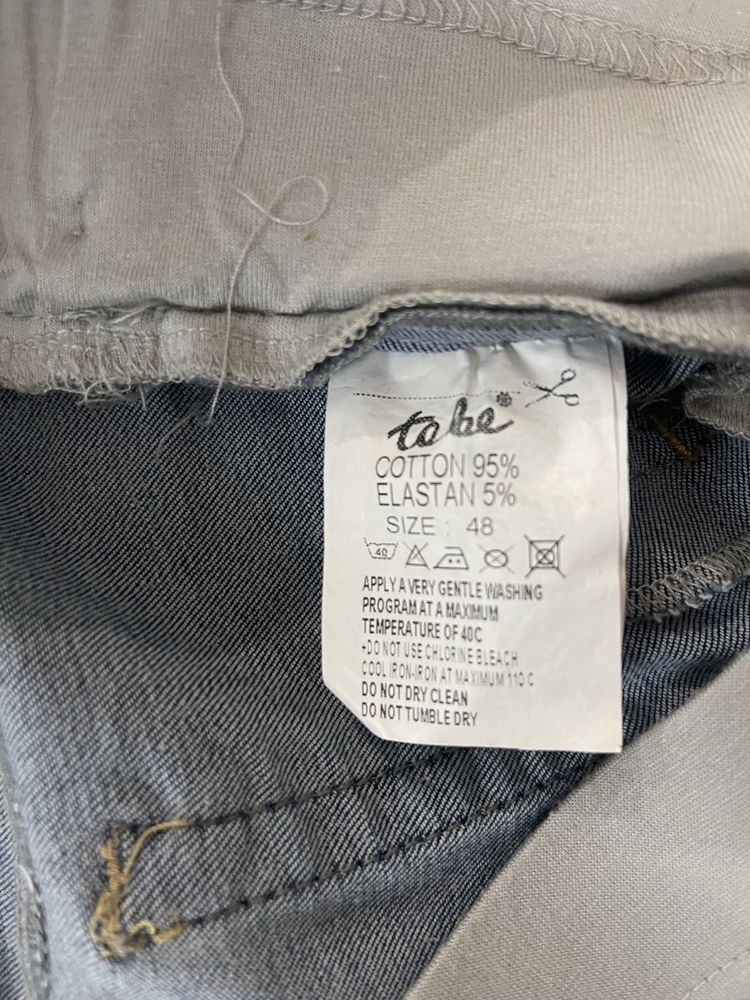 tabe®
COTTON 95%
ELASTAN 5%
SIZE : 48
40
APPLY A VERY GENTLE WASHING
PROGRAM AT A MAXIMUM
TEMPERATURE OF 40C
+DO NOT USE CHLORINE BLEACH
COOL IRON-IRON AT MAXIMUM 110 C
DO NOT DRY CLEAN
DO NOT TUMBLE DRY